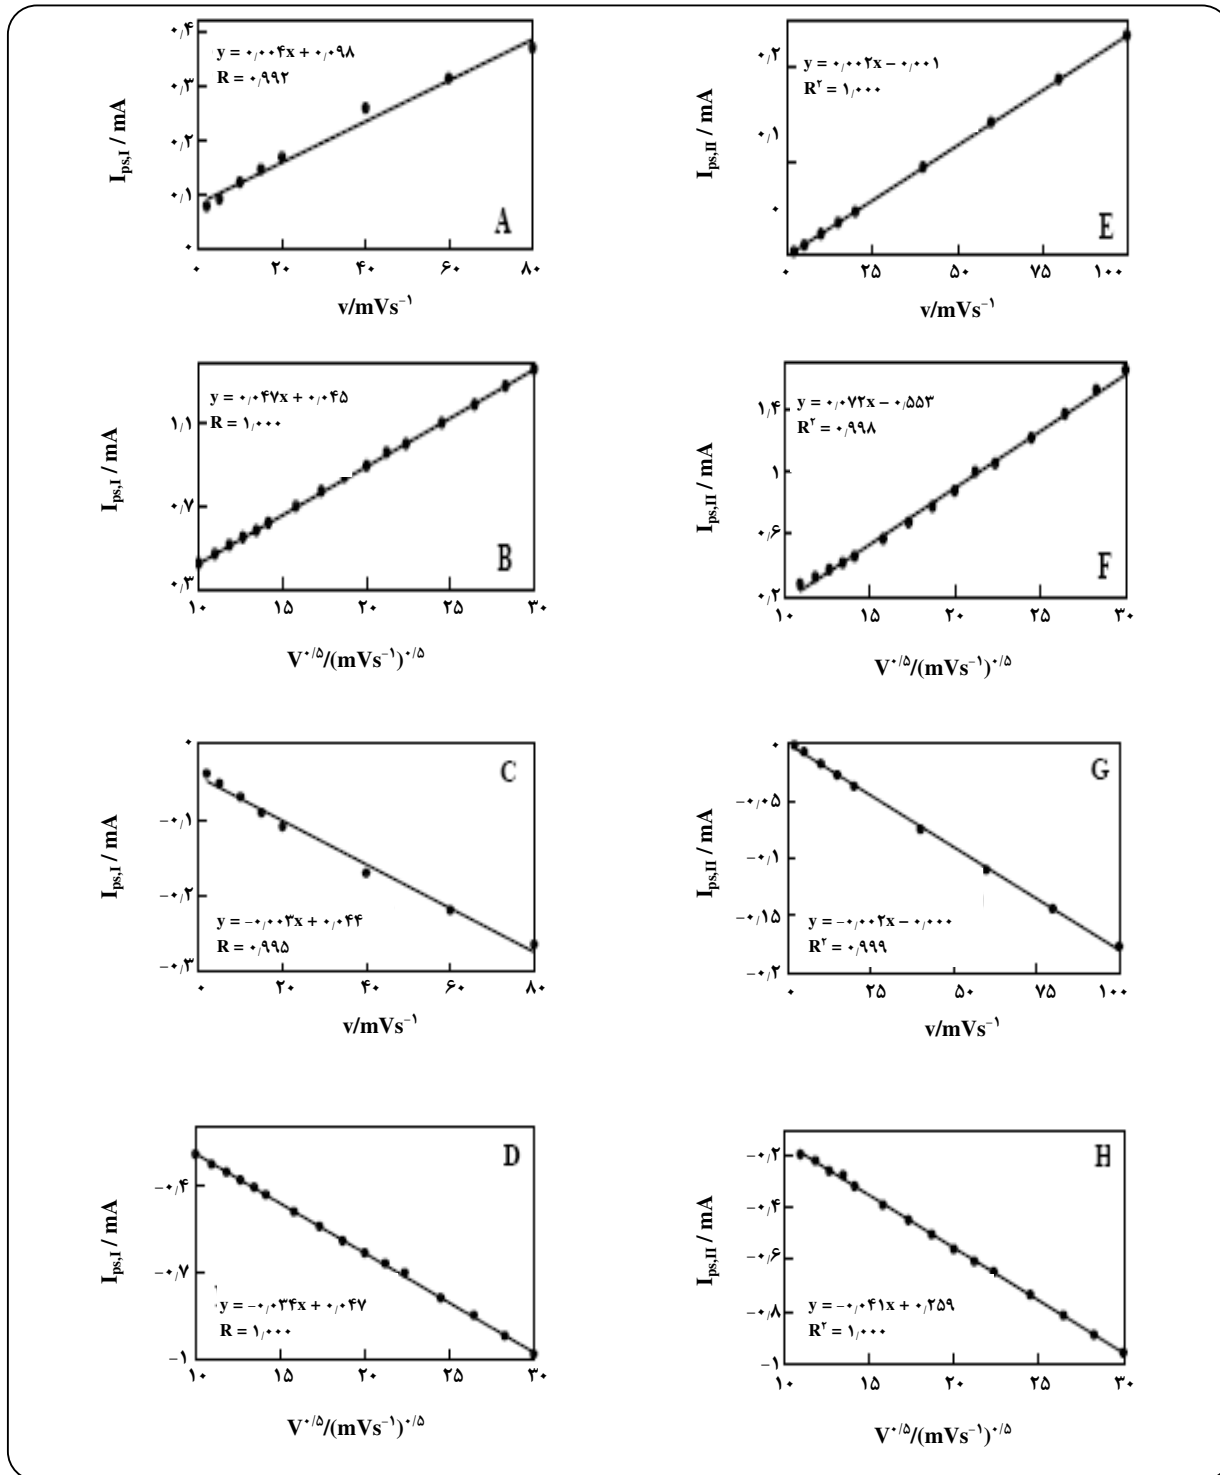 I ps,I / mA
۰٫۴
۰٫۳
۰٫۲
۰٫۱
۰
y = ۰٫۰۰۴x + ۰٫۰۹۸
R = ۰٫۹۹۲
A
۰ ۲۰ ۴۰ ۶۰ ۸۰
v/mVs⁻¹
I ps,II / mA
۰٫۲
۰٫۱
۰
y = ۰٫۰۰۲x − ۰٫۰۰۱
R² = ۱٫۰۰۰
E
۰ ۲۵ ۵۰ ۷۵ ۱۰۰
v/mVs⁻¹
I ps,I / mA
۱٫۱
۰٫۷
۰٫۳
y = ۰٫۰۴۷x + ۰٫۰۴۵
R = ۱٫۰۰۰
B
۱۰ ۱۵ ۲۰ ۲۵ ۳۰
V^۰/۵/(mVs⁻¹)^۰/۵
I ps,II / mA
۱٫۴
۱
۰٫۶
۰٫۲
y = ۰٫۰۷۲x − ۰٫۵۵۳
R² = ۰٫۹۹۸
F
۱۰ ۱۵ ۲۰ ۲۵ ۳۰
V^۰/۵/(mVs⁻¹)^۰/۵
I ps,I / mA
۰
−۰٫۱
−۰٫۲
−۰٫۳
C
y = −۰٫۰۰۳x + ۰٫۰۴۴
R = ۰٫۹۹۵
۰ ۲۰ ۴۰ ۶۰ ۸۰
v/mVs⁻¹
I ps,II / mA
۰
−۰٫۰۵
−۰٫۱
−۰٫۱۵
−۰٫۲
G
y = −۰٫۰۰۲x − ۰٫۰۰۰
R² = ۰٫۹۹۹
۰ ۲۵ ۵۰ ۷۵ ۱۰۰
v/mVs⁻¹
I ps,I / mA
−۰٫۴
−۰٫۷
−۱
D
y = −۰٫۰۳۴x + ۰٫۰۴۷
R = ۱٫۰۰۰
۱۰ ۱۵ ۲۰ ۲۵ ۳۰
V^۰/۵/(mVs⁻¹)^۰/۵
I ps,II / mA
−۰٫۲
−۰٫۴
−۰٫۶
−۰٫۸
−۱
H
y = −۰٫۰۴۱x + ۰٫۲۵۹
R² = ۱٫۰۰۰
۱۰ ۱۵ ۲۰ ۲۵ ۳۰
V^۰/۵/(mVs⁻¹)^۰/۵